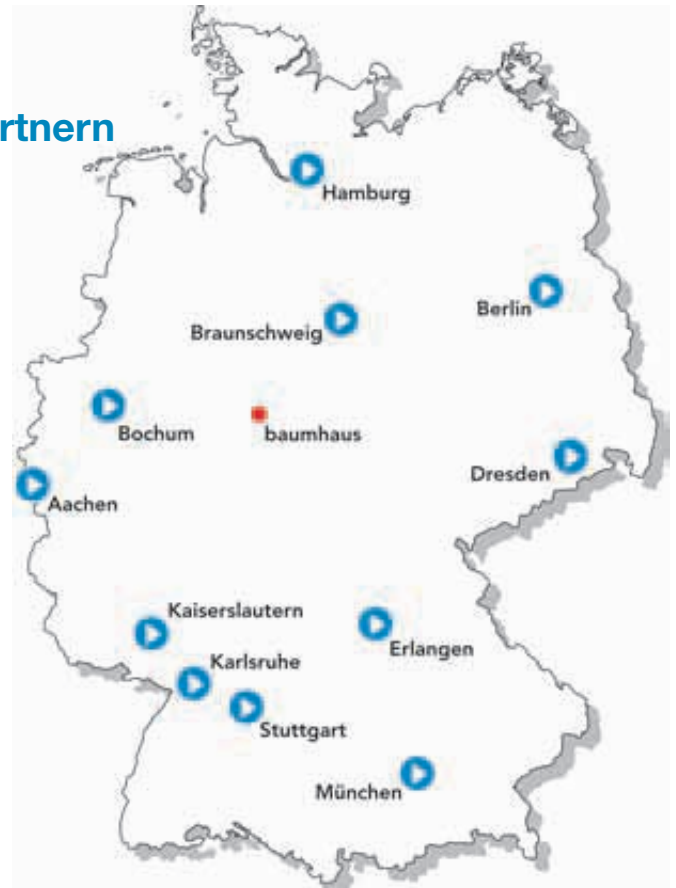 rtnern
Hamburg
Berlin
Braunschweig
Bochum
baumhaus
Dresden
Aachen
Kaiserslautern
Erlangen
Karlsruhe
Stuttgart
München